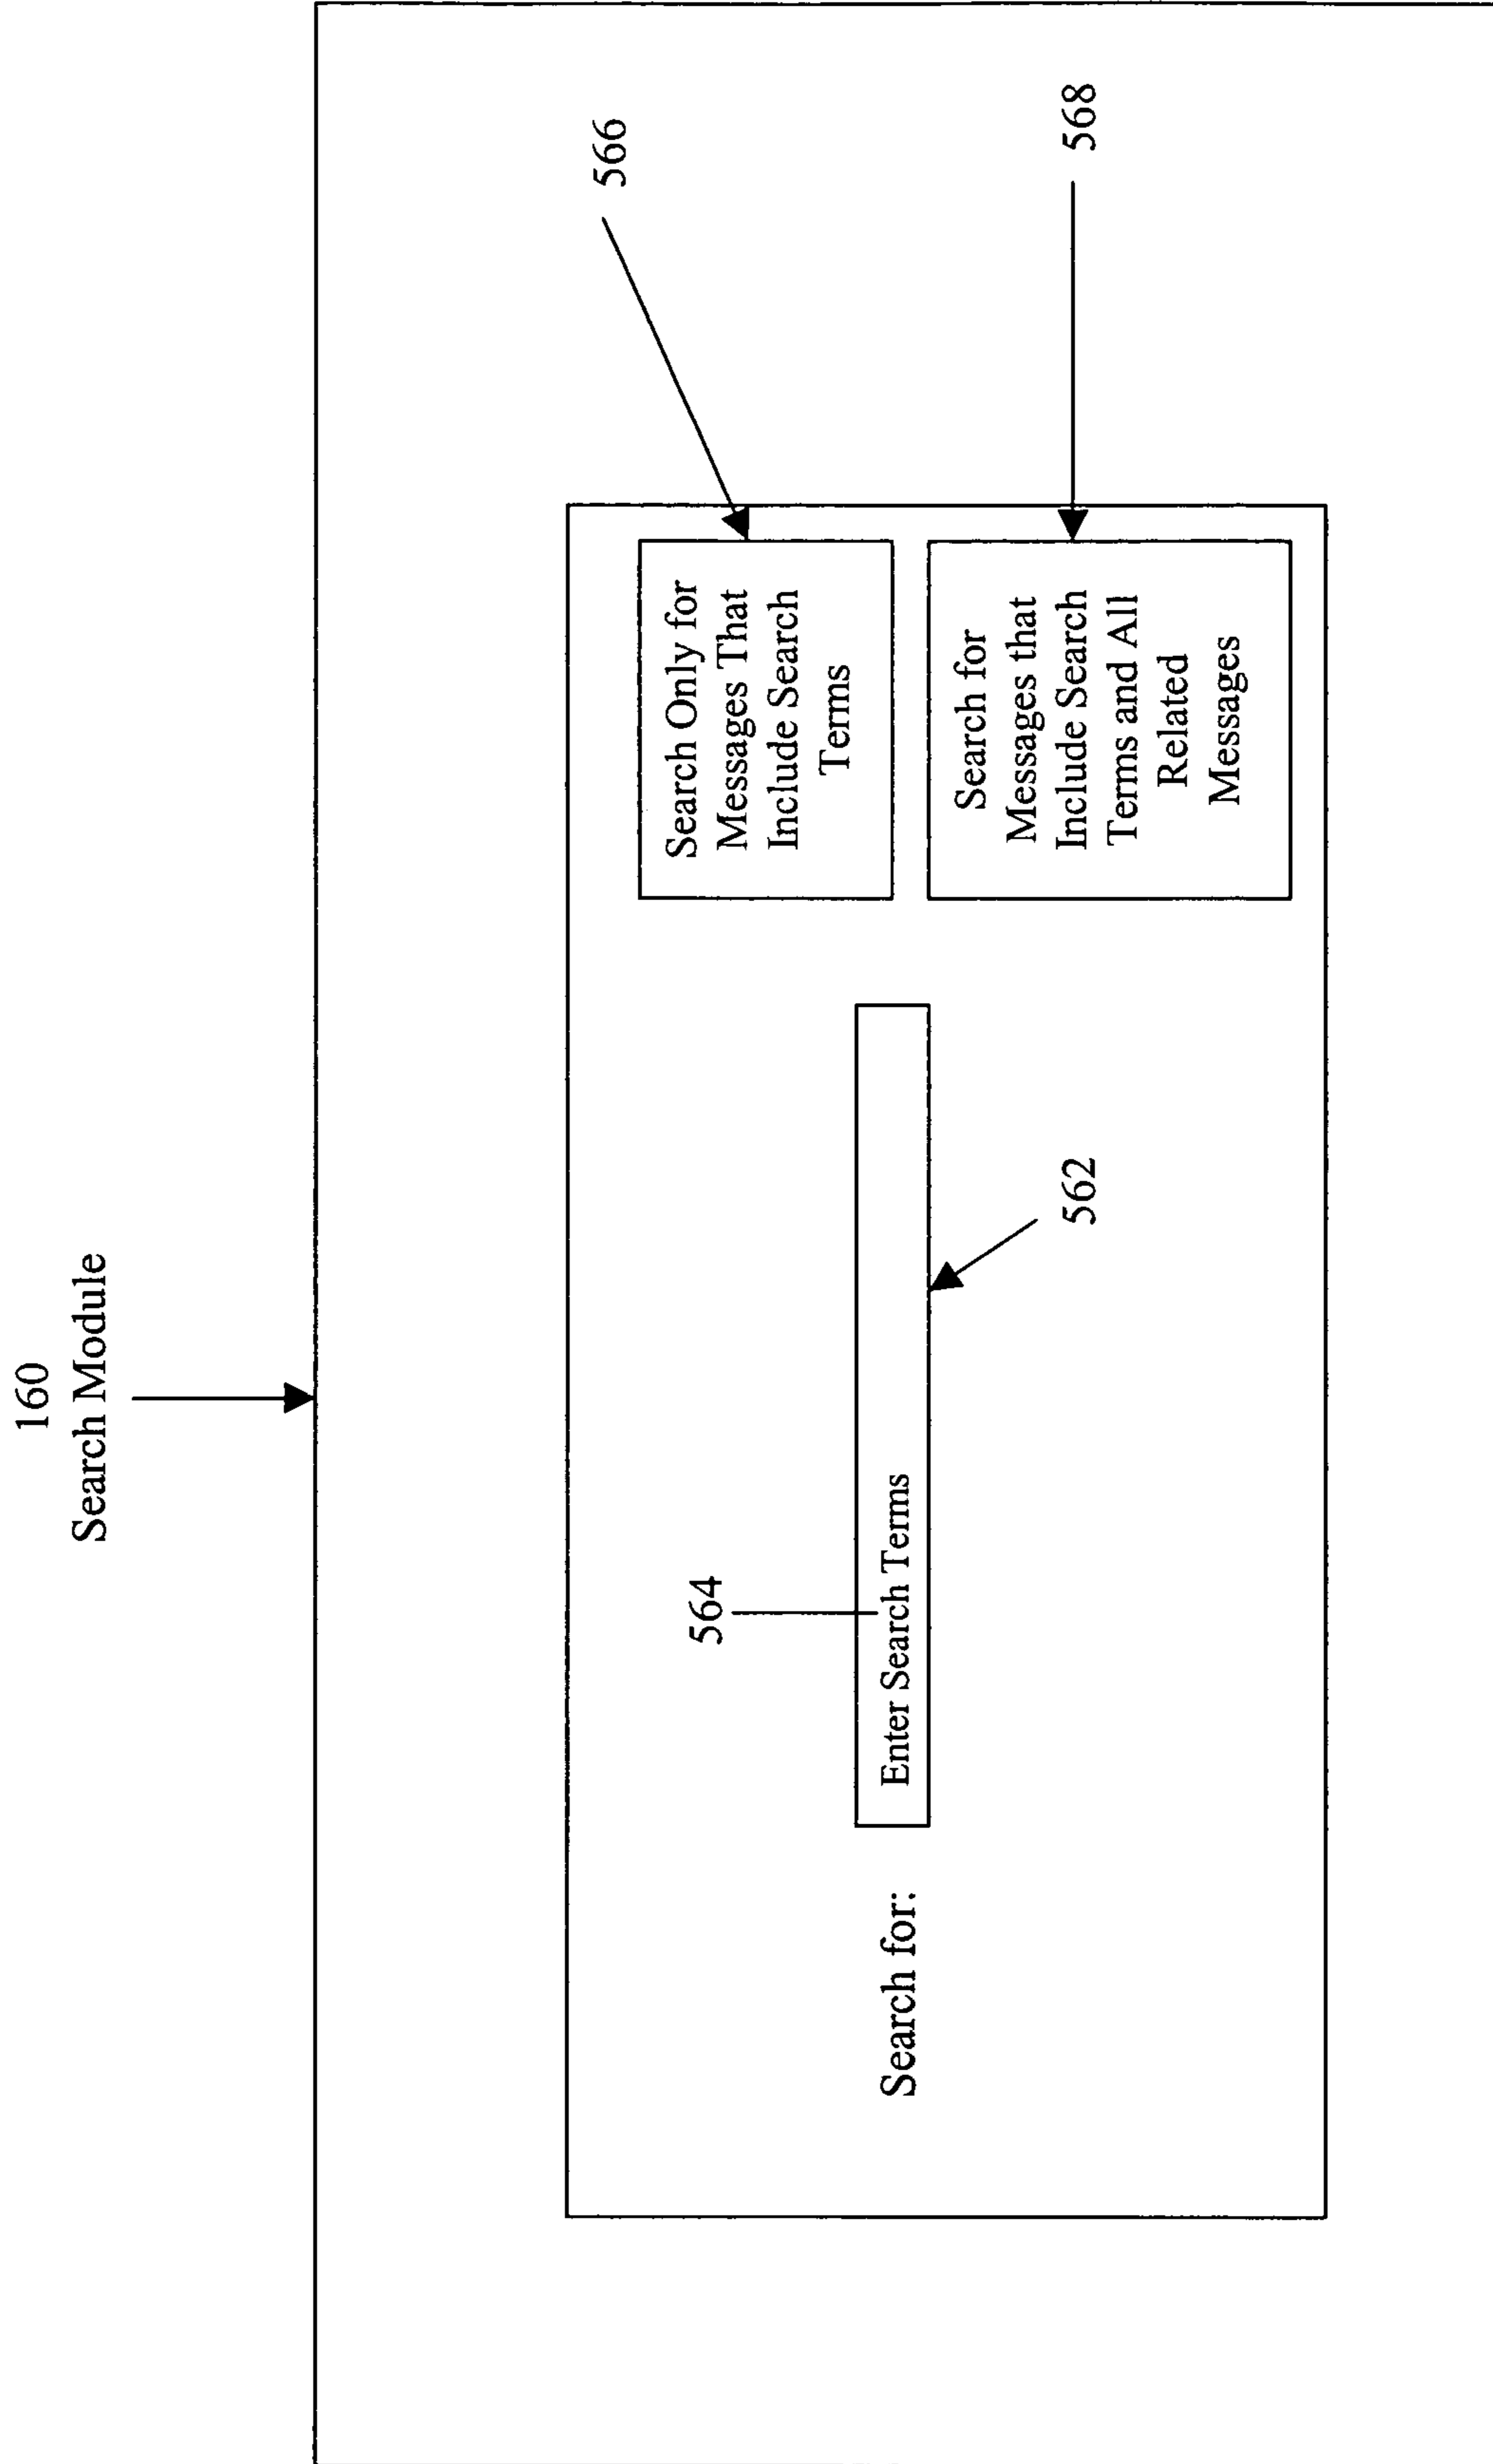 160
Search Module
566
Search Only for
Messages That
Include Search
Terms
564
Search for:
Enter Search Terms
562
Search for
Messages that
Include Search
Terms and All
Related
Messages
568